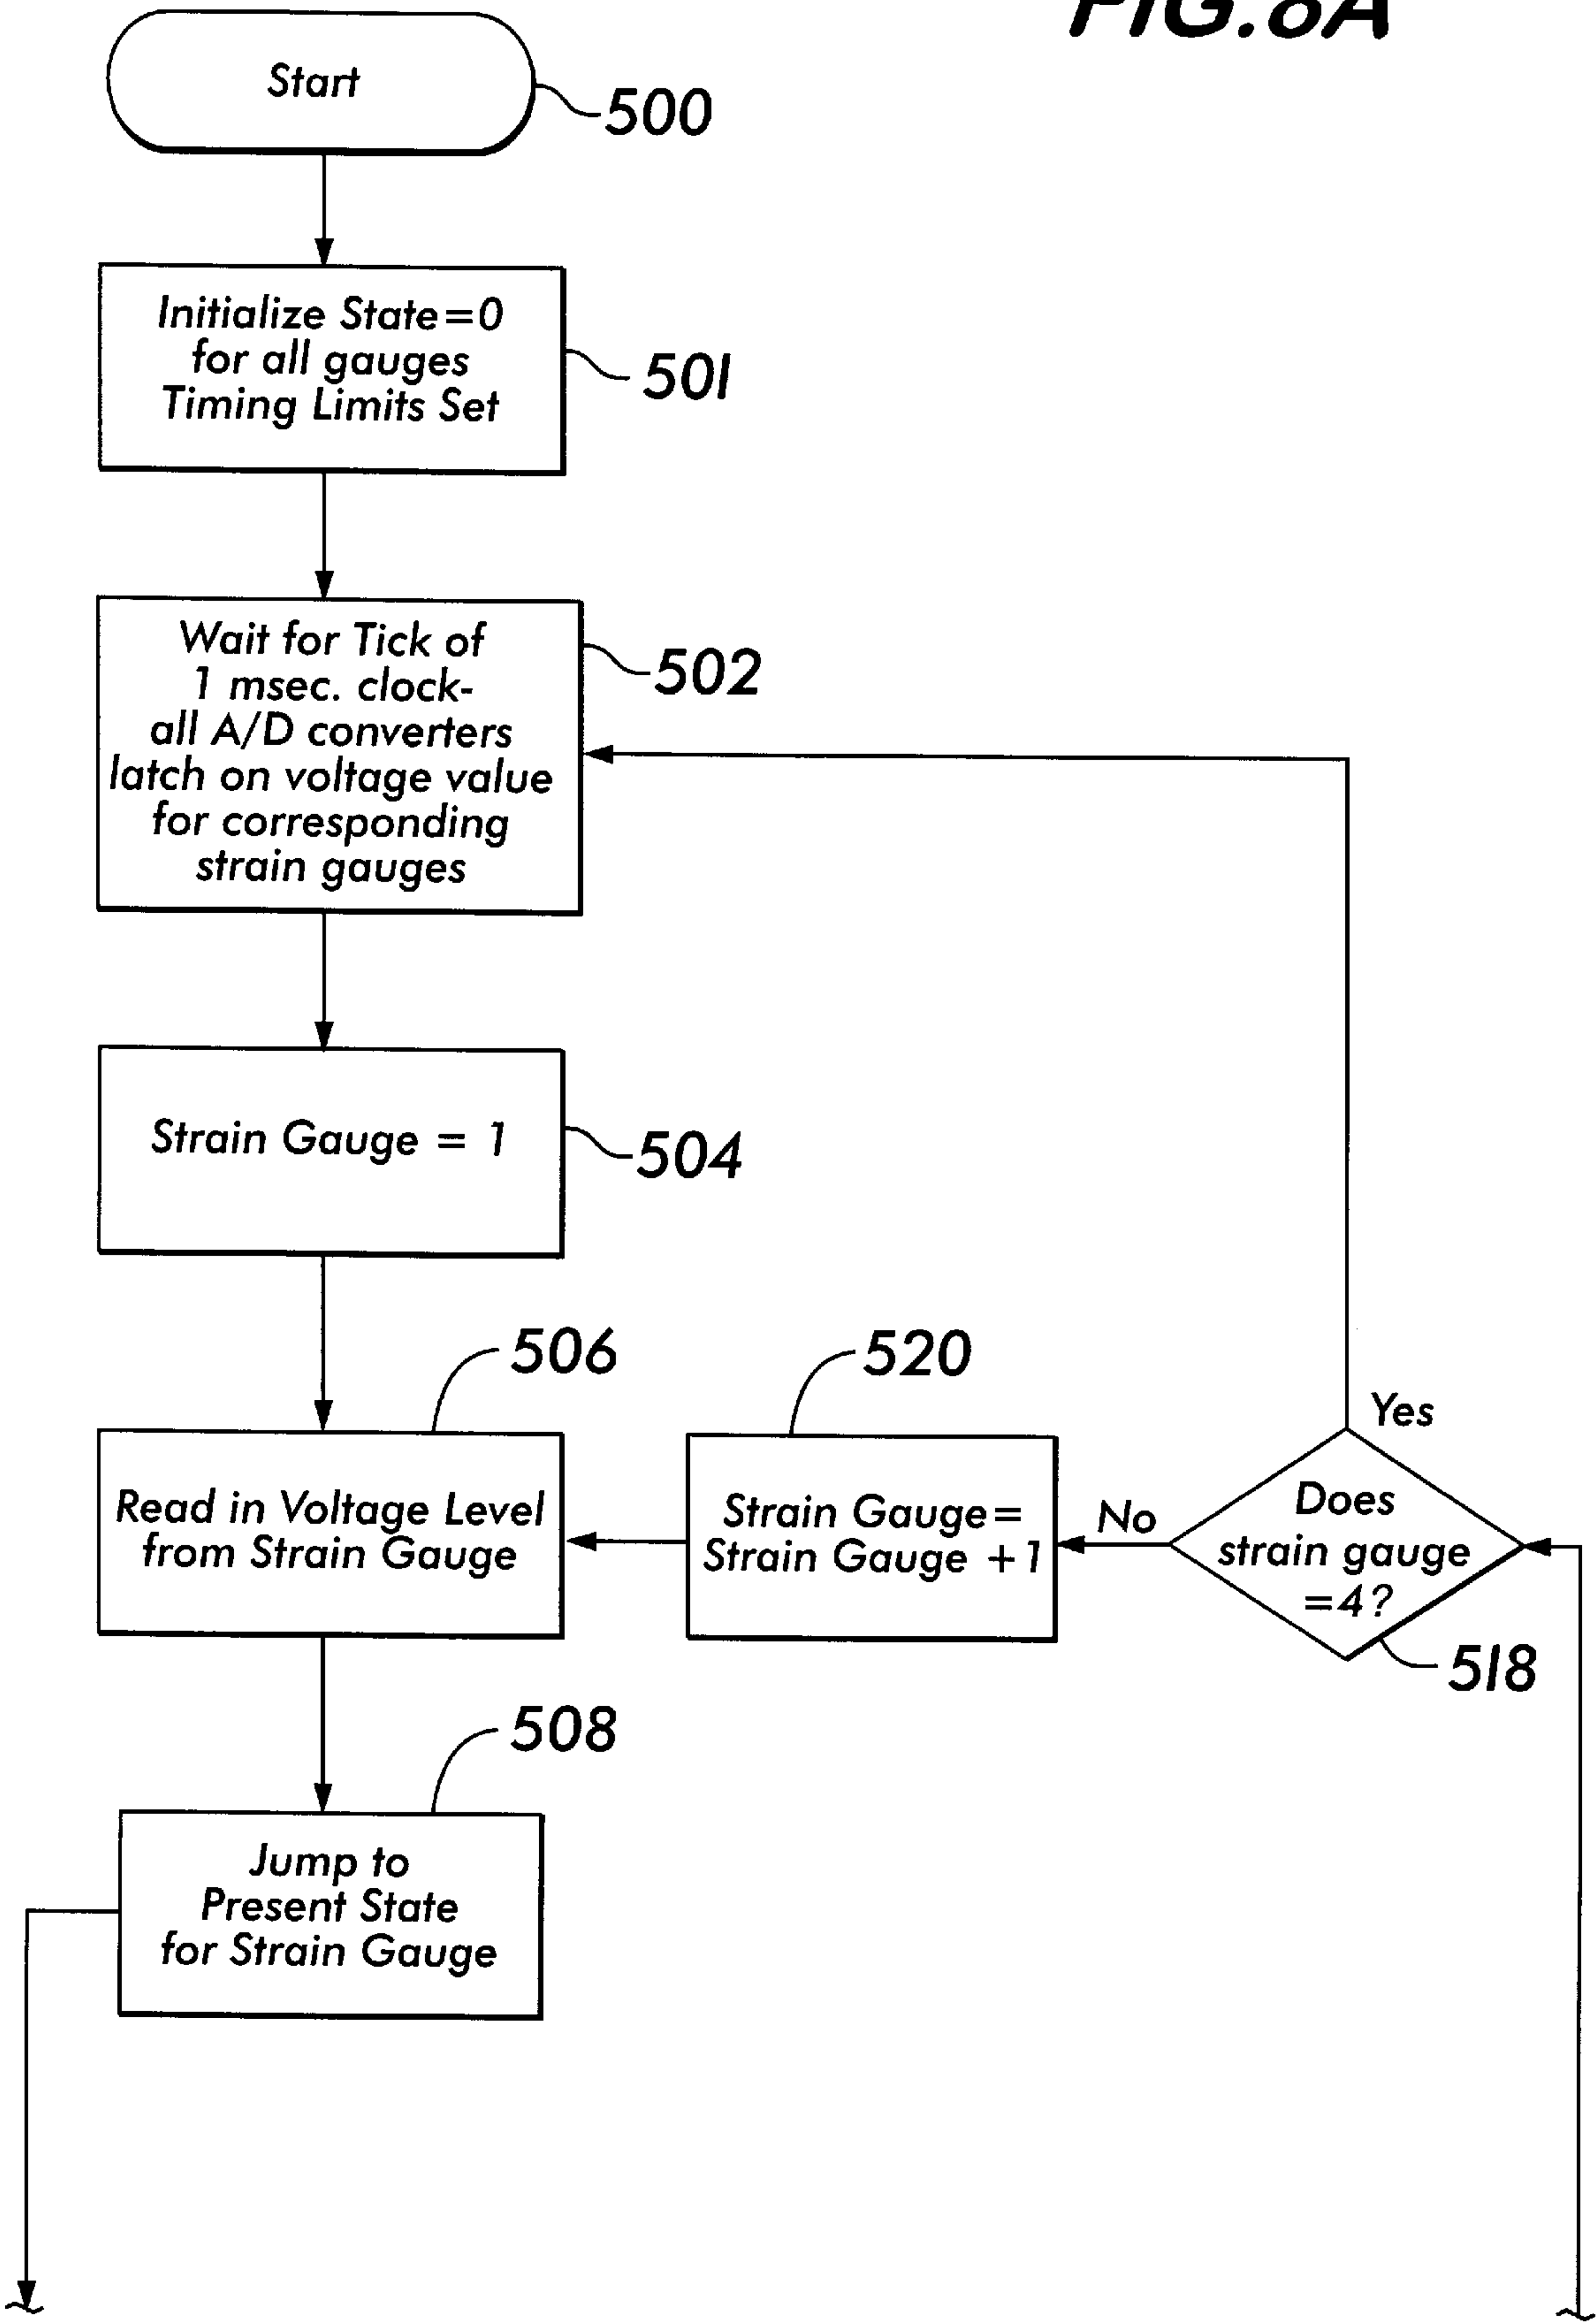 FIG.8A
Start
500
Initialize State=0
for all gauges
Timing Limits Set
501
Wait for Tick of
1 msec. clock-
all A/D converters
latch on voltage value
for corresponding
strain gauges
502
Strain Gauge = 1
504
506
Read in Voltage Level
from Strain Gauge
520
Strain Gauge=
Strain Gauge +1
No
Yes
Does
strain gauge
=4?
518
508
Jump to
Present State
for Strain Gauge